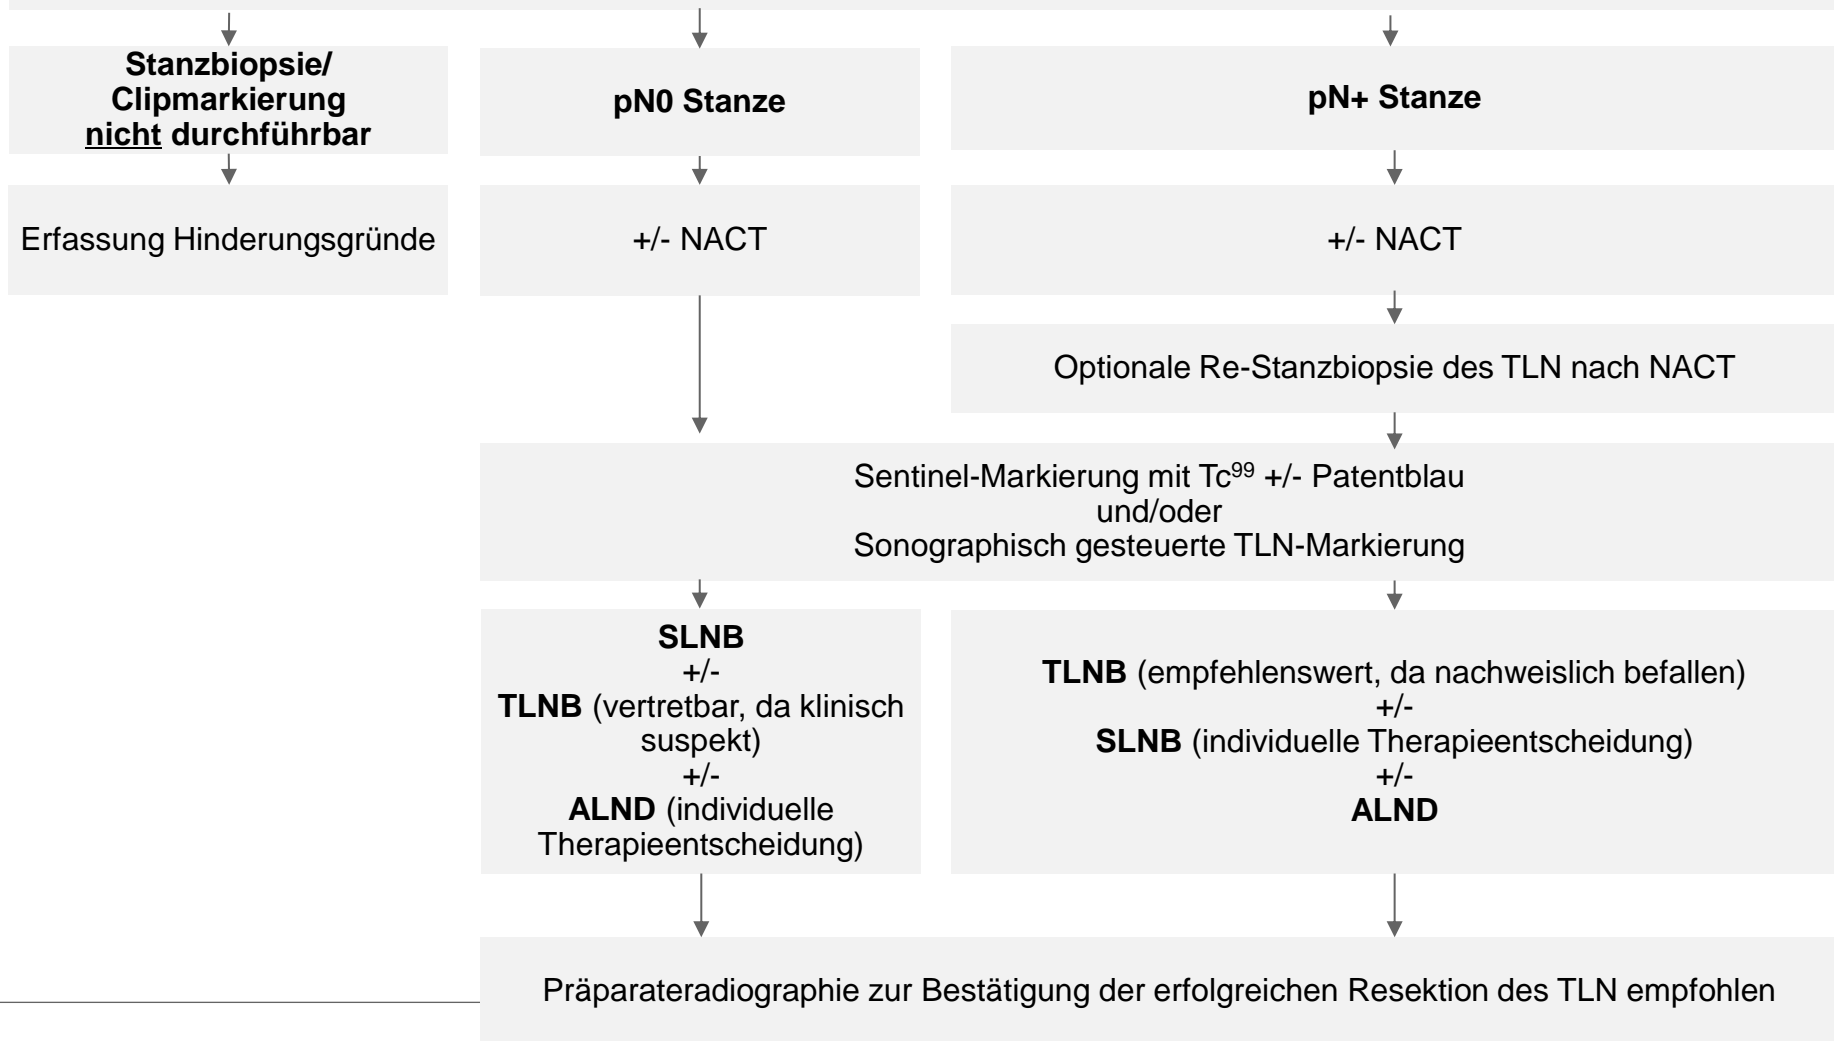 Stanzbiopsie/
Clipmarkierung
nicht durchführbar
pN0 Stanze
pN+ Stanze
Erfassung Hinderungsgründe
+/- NACT
+/- NACT
Optionale Re-Stanzbiopsie des TLN nach NACT
Sentinel-Markierung mit Tc⁹⁹ +/- Patentblau
und/oder
Sonographisch gesteuerte TLN-Markierung
SLNB
+/-
TLNB (vertretbar, da klinisch
suspekt)
+/-
ALND (individuelle
Therapieentscheidung)
TLNB (empfehlenswert, da nachweislich befallen)
+/-
SLNB (individuelle Therapieentscheidung)
+/-
ALND
Präparateradiographie zur Bestätigung der erfolgreichen Resektion des TLN empfohlen